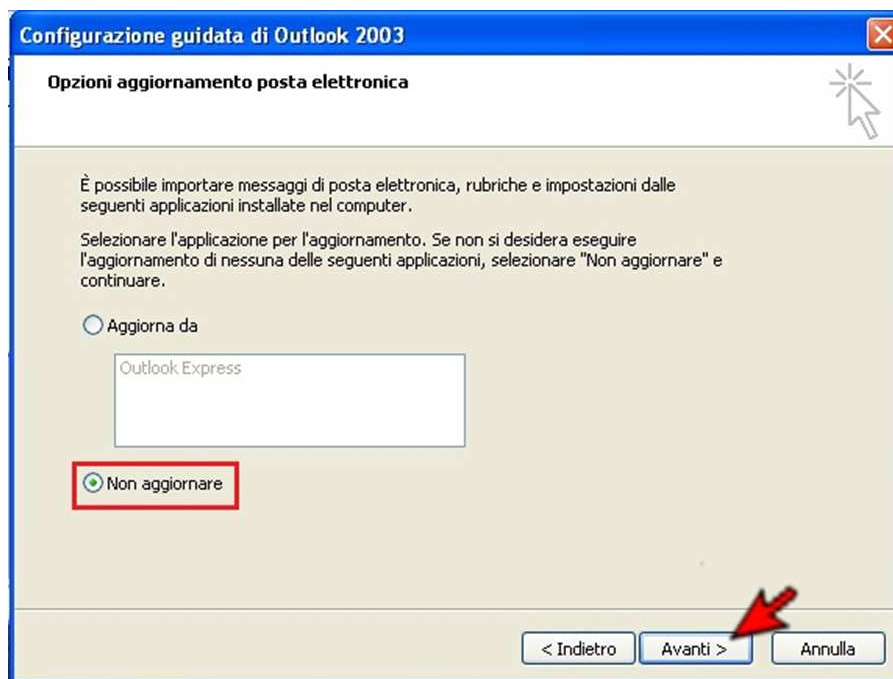 Configurazione guidata di Outlook 2003
Opzioni aggiornamento posta elettronica
È possibile importare messaggi di posta elettronica, rubriche e impostazioni dalle
seguenti applicazioni installate nel computer.
Selezionare l'applicazione per l'aggiornamento. Se non si desidera eseguire
l'aggiornamento di nessuna delle seguenti applicazioni, selezionare "Non aggiornare" e
continuare.
Aggiorna da
Outlook Express
Non aggiornare
< Indietro
Avanti >
Annulla